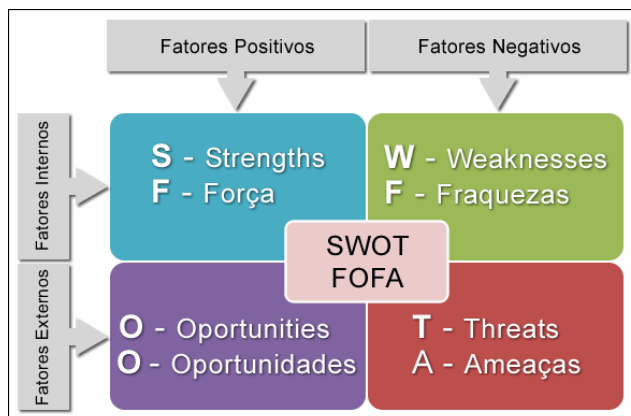 Fatores Positivos
Fatores Negativos
Fatores Internos
S - Strengths
F - Força
W - Weaknesses
F - Fraquezas
SWOT
FOFA
Fatores Externos
O - Oportunities
O - Oportunidades
T - Threats
A - Ameaças